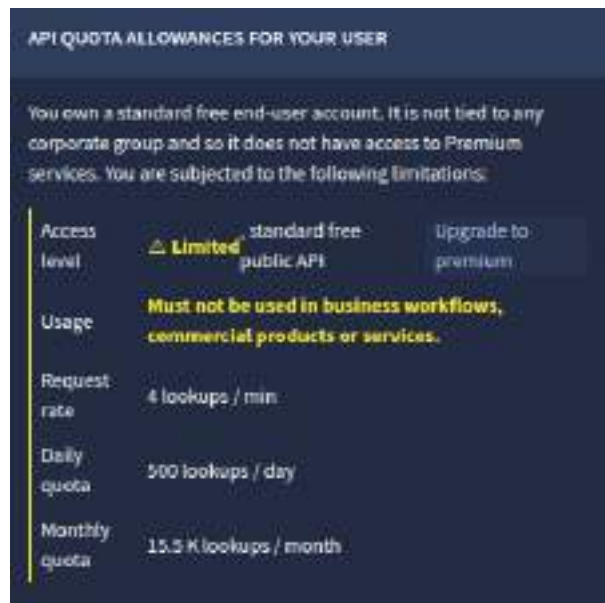 API QUOTA ALLOWANCES FOR YOUR USER
You own a standard free end-user account. It is not tied to any
corporate group and so it does not have access to Premium
services. You are subjected to the following limitations:
Access level
⚠ Limited, standard free public API
Upgrade to premium
Usage
Must not be used in business workflows,
commercial products or services.
Request rate
4 lookups / min
Daily quota
500 lookups / day
Monthly quota
15.5 K lookups / month